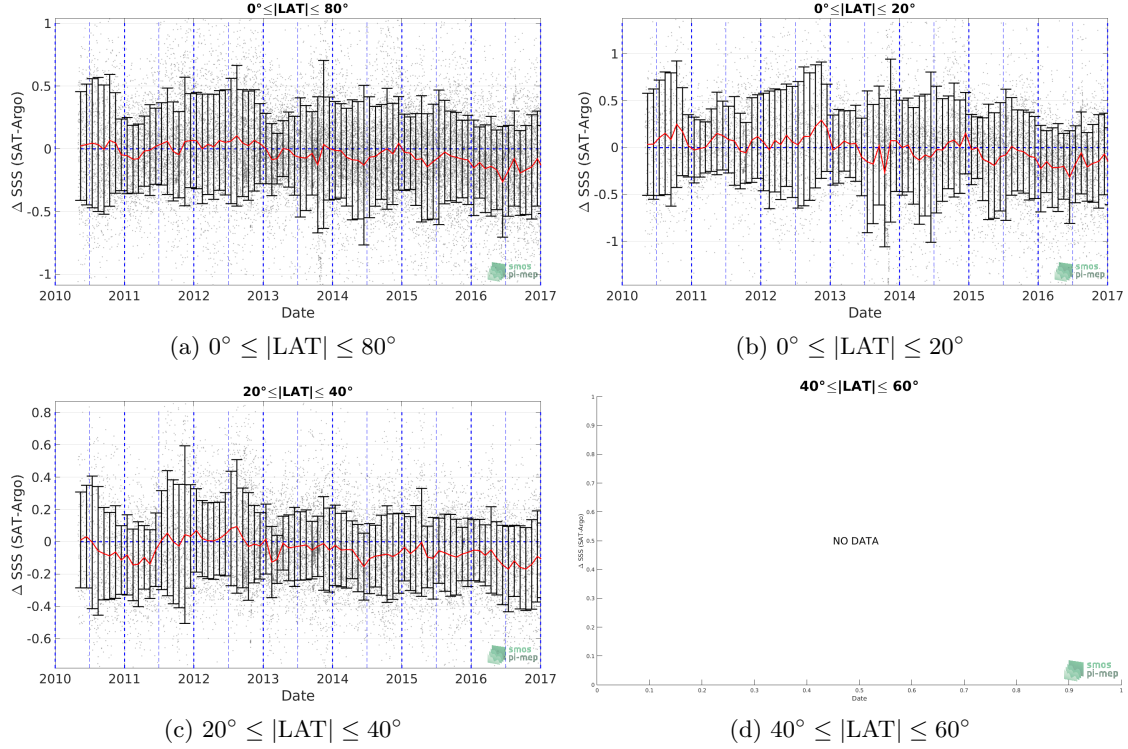 0°≤|LAT|≤ 80°
1
0.5
0
-0.5
-1
Δ SSS (SAT-Argo)
2010 2011 2012 2013 2014 2015 2016 2017
Date
smos
pi-mep
(a) 0° ≤ |LAT| ≤ 80°
0°≤|LAT|≤ 20°
1
0.5
0
-0.5
-1
Δ SSS (SAT-Argo)
2010 2011 2012 2013 2014 2015 2016 2017
Date
smos
pi-mep
(b) 0° ≤ |LAT| ≤ 20°
20°≤|LAT|≤ 40°
0.8
0.6
0.4
0.2
0
-0.2
-0.4
-0.6
Δ SSS (SAT-Argo)
2010 2011 2012 2013 2014 2015 2016 2017
Date
smos
pi-mep
(c) 20° ≤ |LAT| ≤ 40°
40°≤|LAT|≤ 60°
1
0.9
0.8
0.7
0.6
0.5
0.4
0.3
0.2
0.1
0
Δ SSS (SAT-Argo)
NO DATA
0 0.1 0.2 0.3 0.4 0.5 0.6 0.7 0.8 0.9 1
Date
smos
pi-mep
(d) 40° ≤ |LAT| ≤ 60°